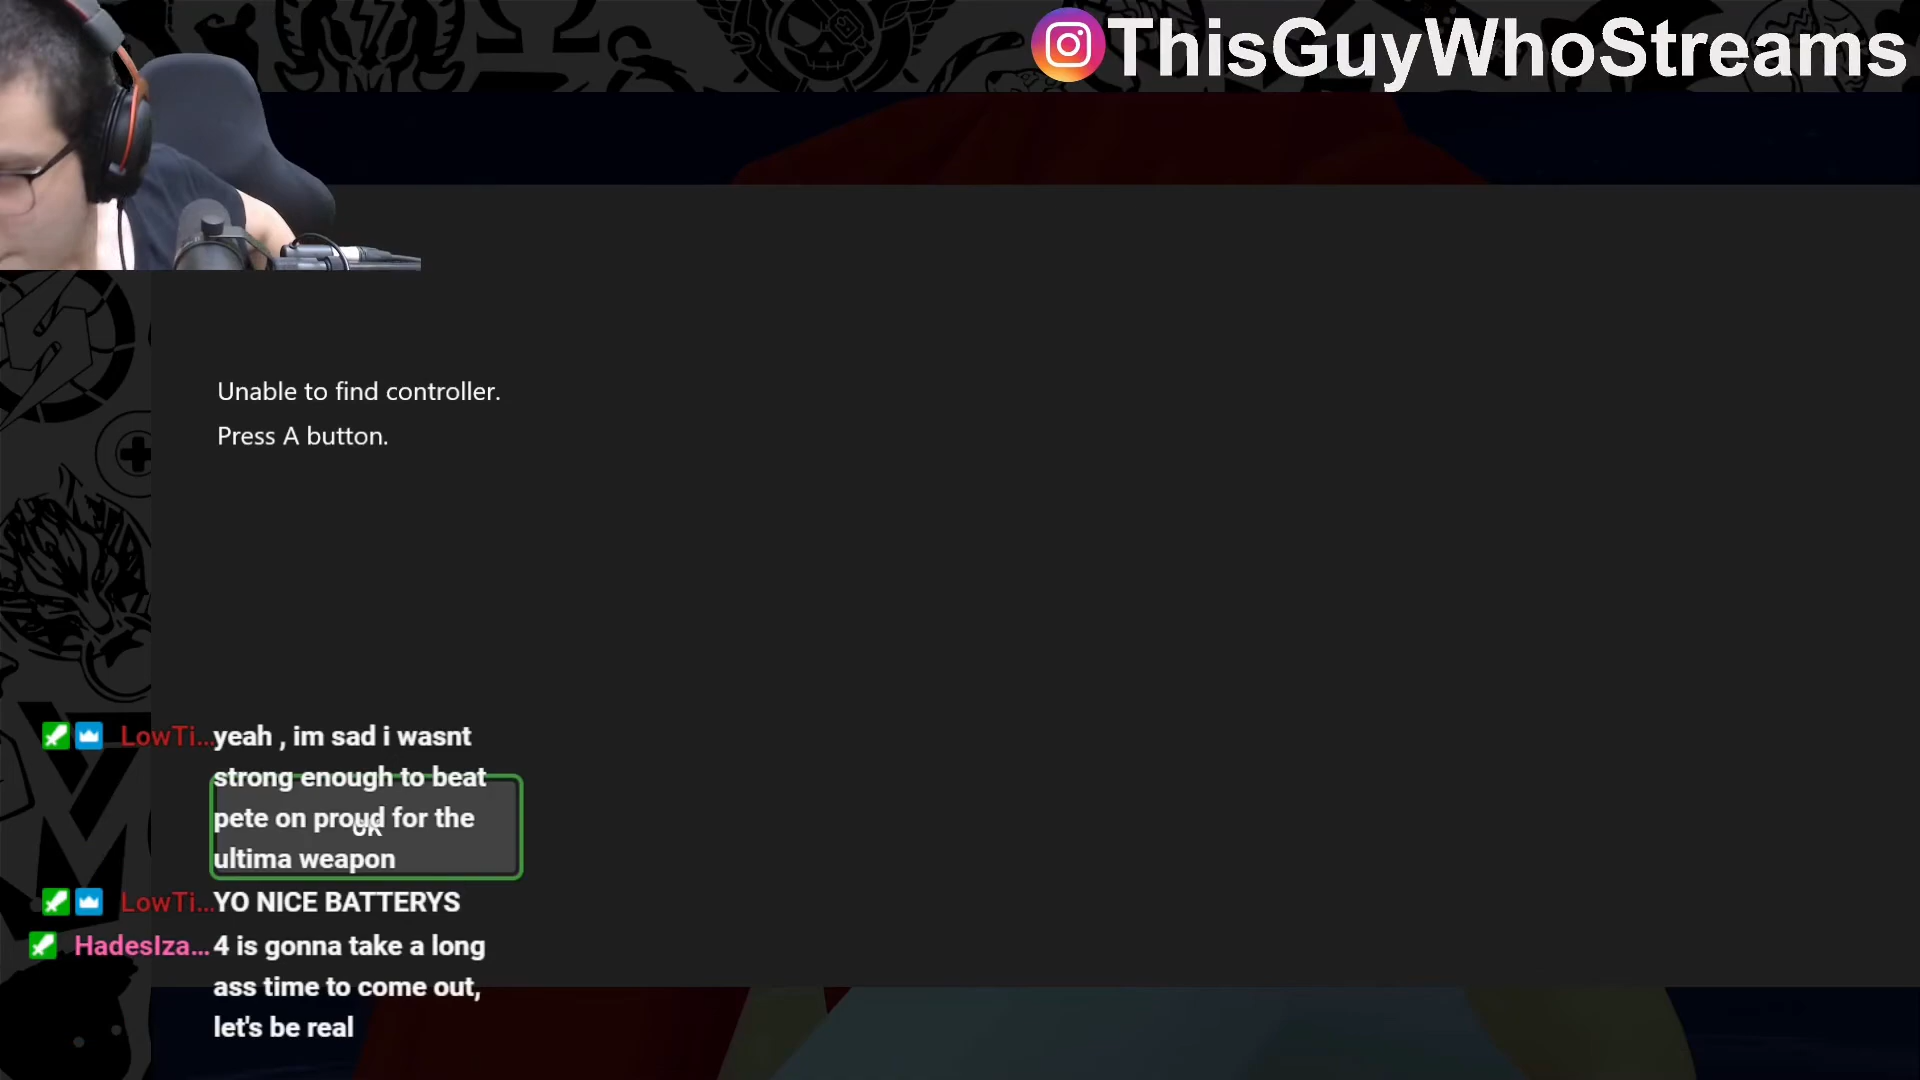 ThisGuyWhoStreams
Unable to find controller.
Press A button.
LowTi... yeah , im sad i wasnt
strong enough to beat
pete on proud for the
OK
ultima weapon
LowTi... YO NICE BATTERYS
HadesIza... 4 is gonna take a long
ass time to come out,
let's be real